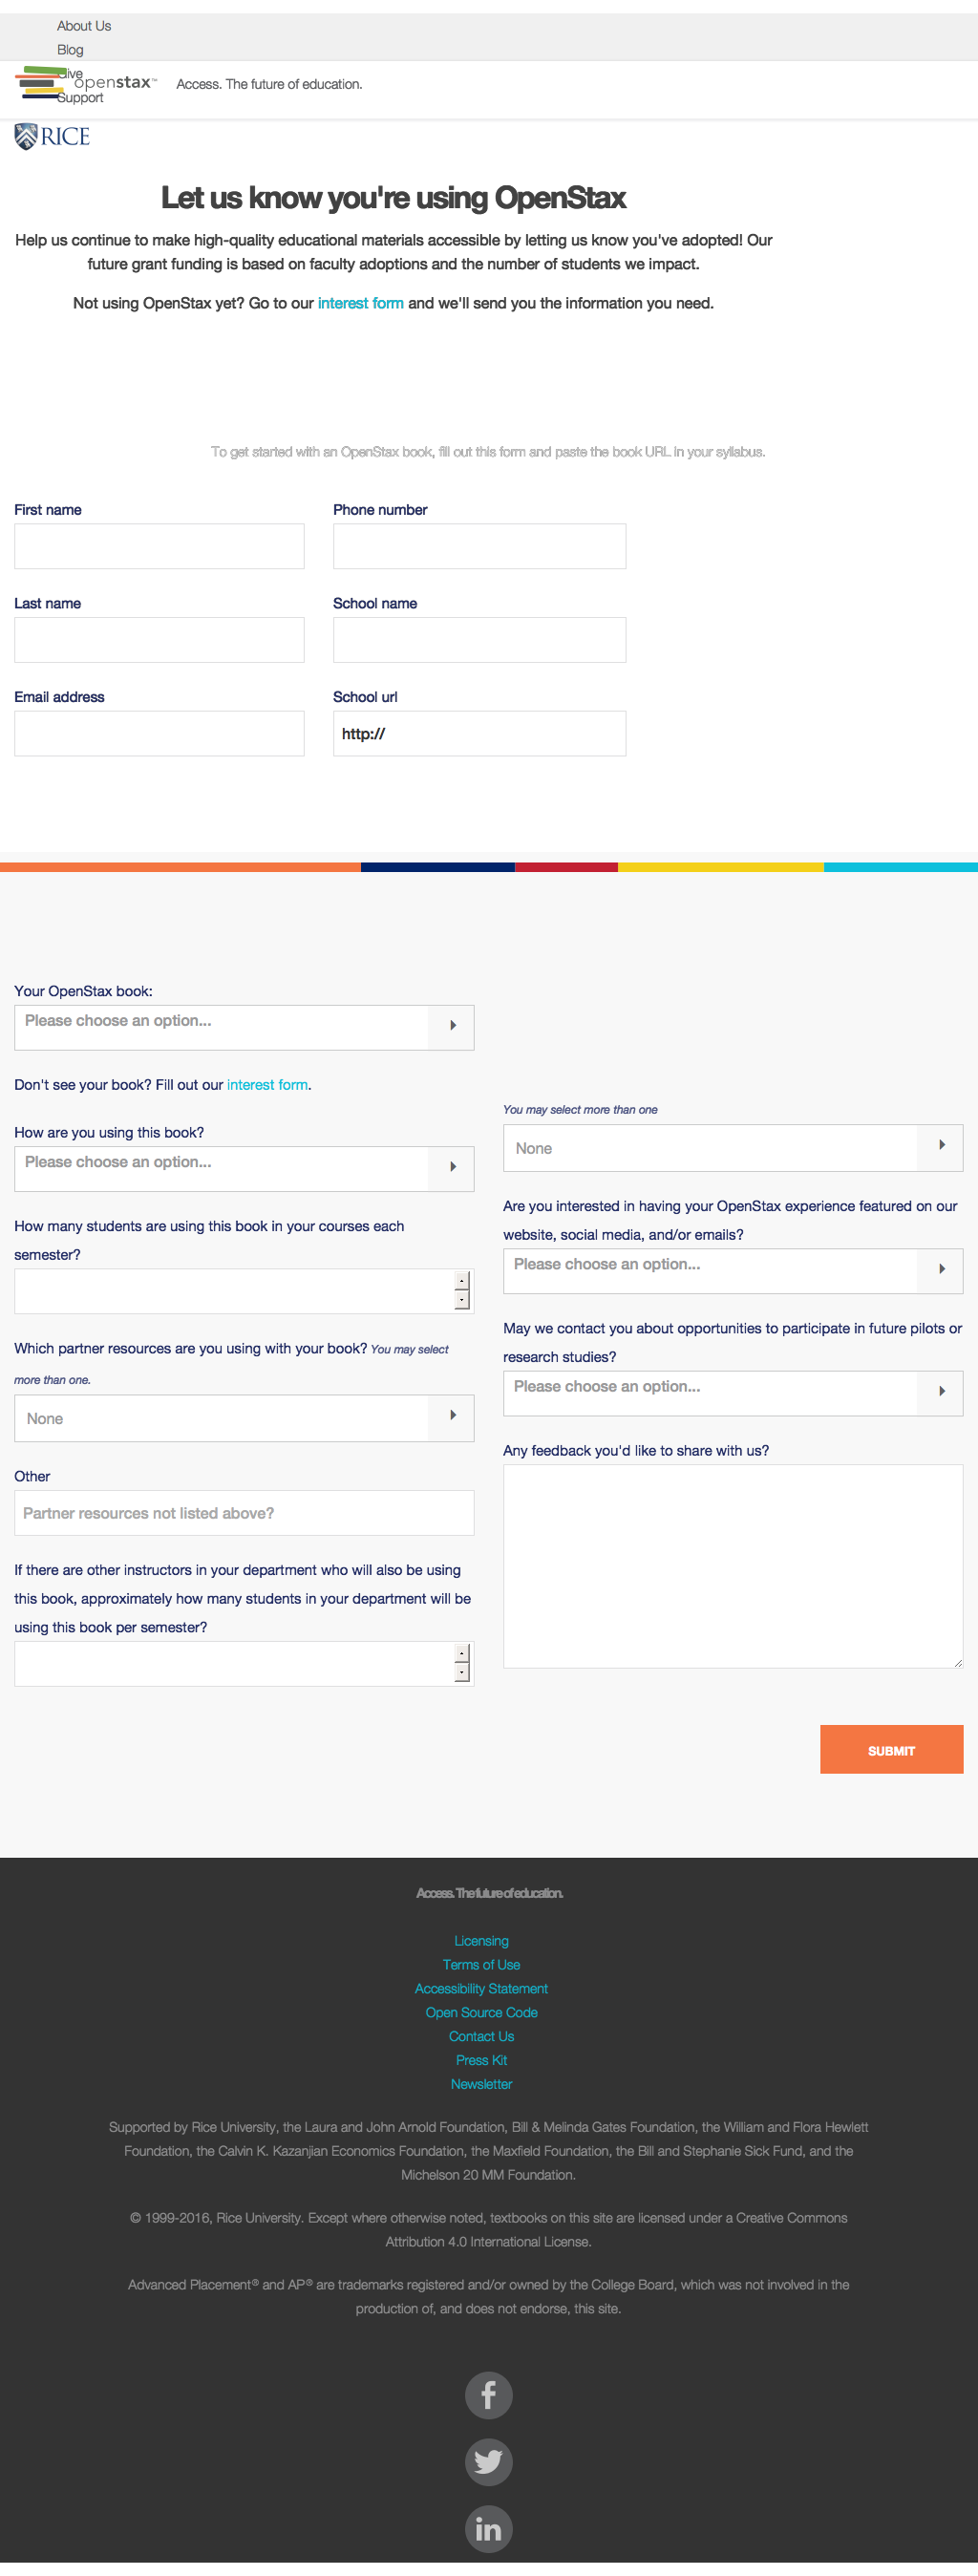 About Us
Blog
Give
openstax™
Access. The future of education.
Support
RICE
Let us know you're using OpenStax
Help us continue to make high-quality educational materials accessible by letting us know you've adopted! Our
future grant funding is based on faculty adoptions and the number of students we impact.
Not using OpenStax yet? Go to our interest form and we'll send you the information you need.
To get started with an OpenStax book, fill out this form and paste the book URL in your syllabus.
First name
Phone number
Last name
School name
Email address
School url
http://
Your OpenStax book:
Please choose an option...
Don't see your book? Fill out our interest form.
How are you using this book?
Please choose an option...
How many students are using this book in your courses each
semester?
Which partner resources are you using with your book? You may select
more than one.
None
Other
Partner resources not listed above?
If there are other instructors in your department who will also be using
this book, approximately how many students in your department will be
using this book per semester?
You may select more than one
None
Are you interested in having your OpenStax experience featured on our
website, social media, and/or emails?
Please choose an option...
May we contact you about opportunities to participate in future pilots or
research studies?
Please choose an option...
Any feedback you'd like to share with us?
SUBMIT
Access. The future of education.
Licensing
Terms of Use
Accessibility Statement
Open Source Code
Contact Us
Press Kit
Newsletter
Supported by Rice University, the Laura and John Arnold Foundation, Bill & Melinda Gates Foundation, the William and Flora Hewlett
Foundation, the Calvin K. Kazanjian Economics Foundation, the Maxfield Foundation, the Bill and Stephanie Sick Fund, and the
Michelson 20 MM Foundation.
© 1999-2016, Rice University. Except where otherwise noted, textbooks on this site are licensed under a Creative Commons
Attribution 4.0 International License.
Advanced Placement® and AP® are trademarks registered and/or owned by the College Board, which was not involved in the
production of, and does not endorse, this site.